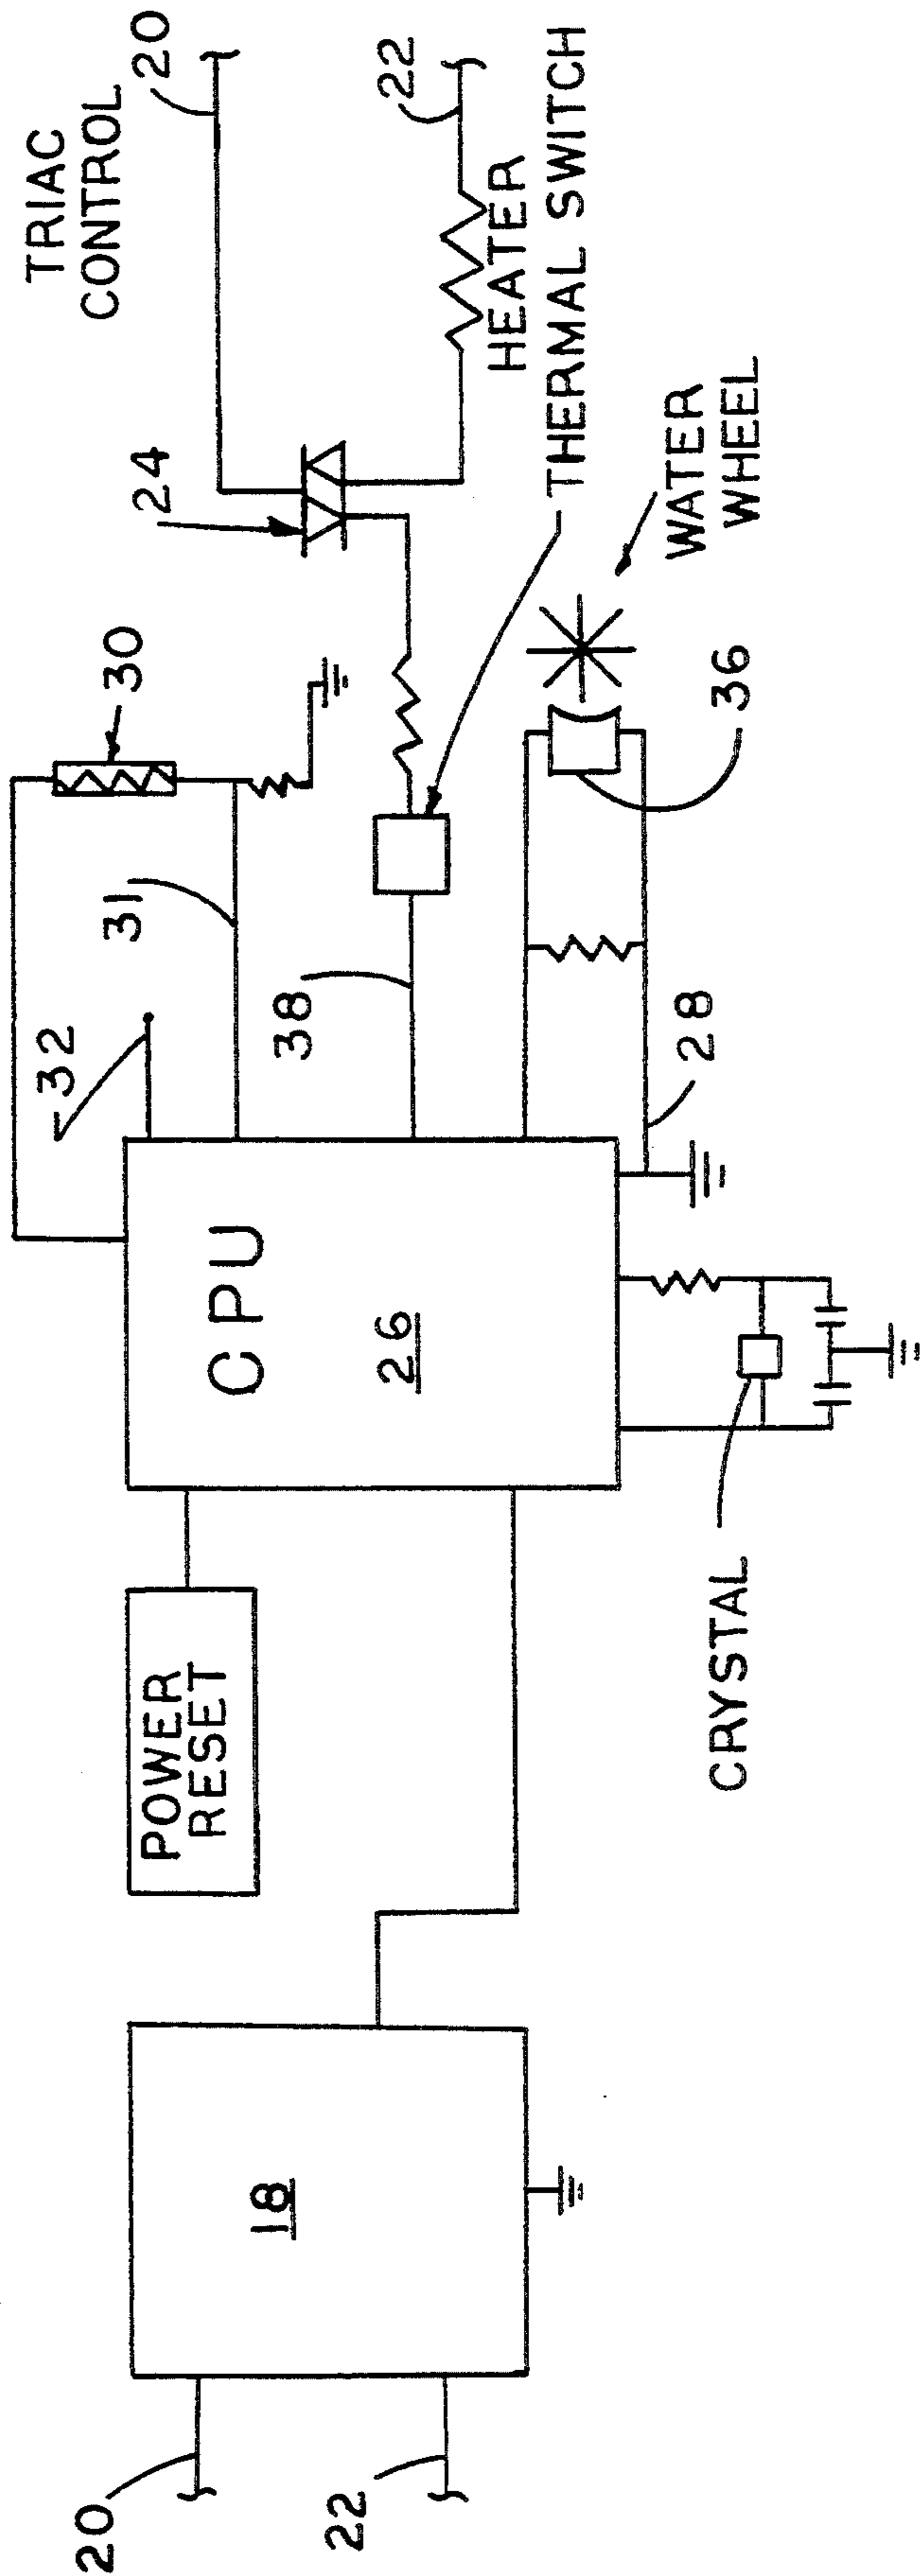 20
22
18
POWER
RESET
CPU
26
CRYSTAL
32
31
30
38
28
36
24
TRIAC
CONTROL
20
22
HEATER
THERMAL SWITCH
WATER
WHEEL